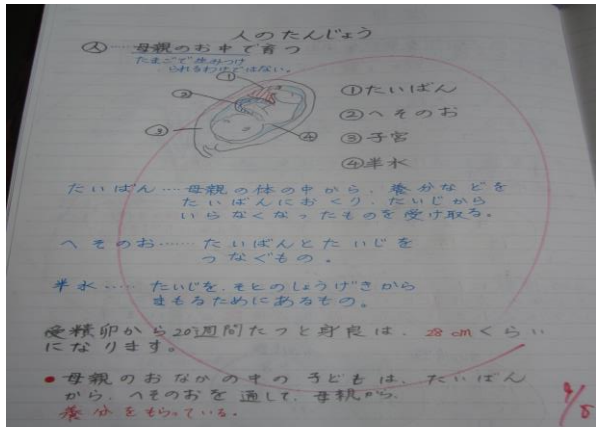 人のたんじょう
人……母親のお中で育つ
たまごで産みつけ
られるわけではない。
①
②
③
④
①たいばん
②へそのお
③子宮
④半水
たいばん…母親の体の中から、養分などを
たいばんにおくり、たいじから
いらなくなったものを受け取る。
へそのお……たいばんとたいじを
つなぐもの。
半水……たいじを、そとのしょうげきから
まもるためにあるもの。
受精卵から20週間たつと身長は、28cmくらい
になります。
・母親のおなかの中の子どもは、たいばん
から、へそのおを通して、母親から
養分をもらっている。